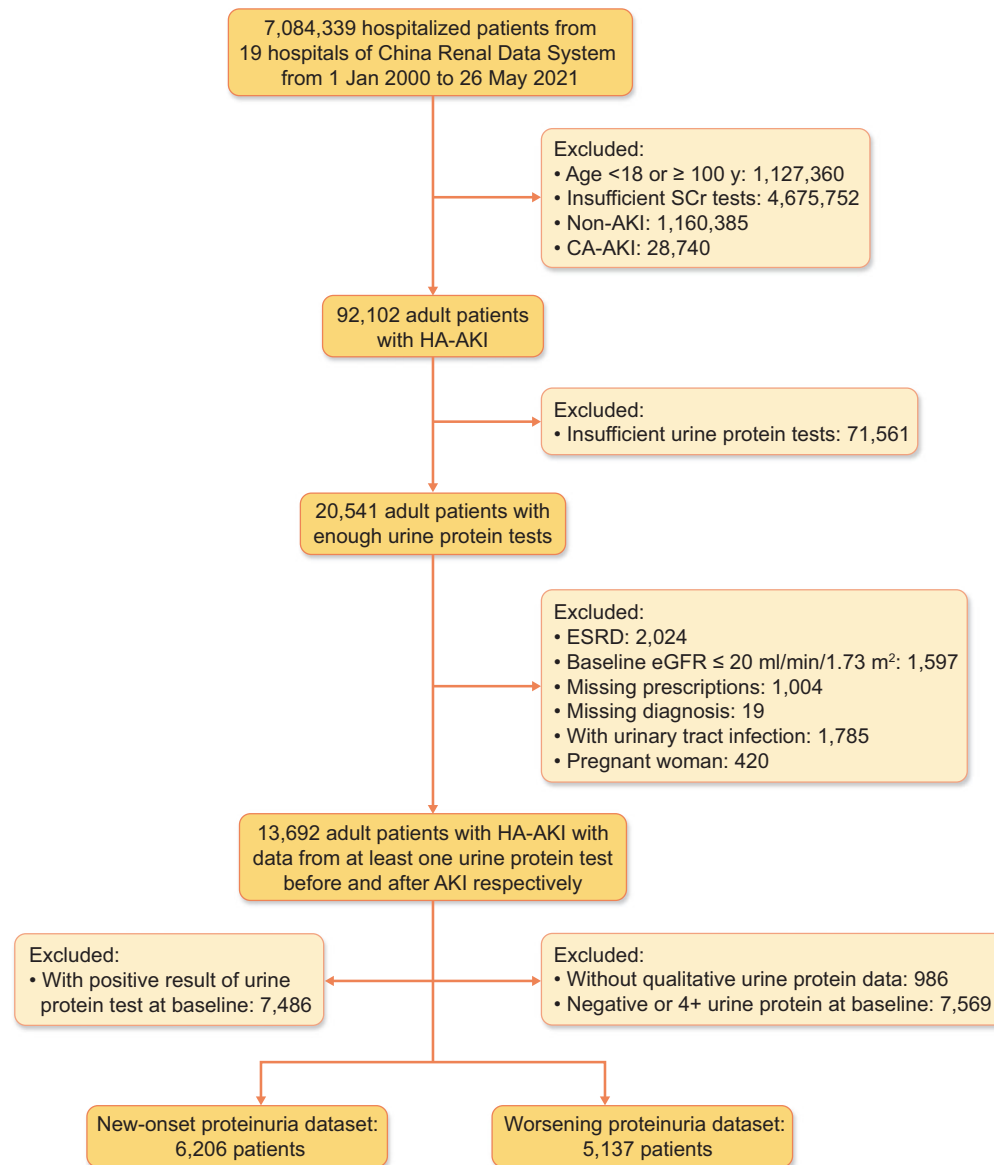 7,084,339 hospitalized patients from
19 hospitals of China Renal Data System
from 1 Jan 2000 to 26 May 2021
Excluded:
• Age <18 or ≥ 100 y: 1,127,360
• Insufficient SCr tests: 4,675,752
• Non-AKI: 1,160,385
• CA-AKI: 28,740
92,102 adult patients
with HA-AKI
Excluded:
• Insufficient urine protein tests: 71,561
20,541 adult patients with
enough urine protein tests
Excluded:
• ESRD: 2,024
• Baseline eGFR ≤ 20 ml/min/1.73 m²: 1,597
• Missing prescriptions: 1,004
• Missing diagnosis: 19
• With urinary tract infection: 1,785
• Pregnant woman: 420
13,692 adult patients with HA-AKI with
data from at least one urine protein test
before and after AKI respectively
Excluded:
• With positive result of urine
protein test at baseline: 7,486
Excluded:
• Without qualitative urine protein data: 986
• Negative or 4+ urine protein at baseline: 7,569
New-onset proteinuria dataset:
6,206 patients
Worsening proteinuria dataset:
5,137 patients